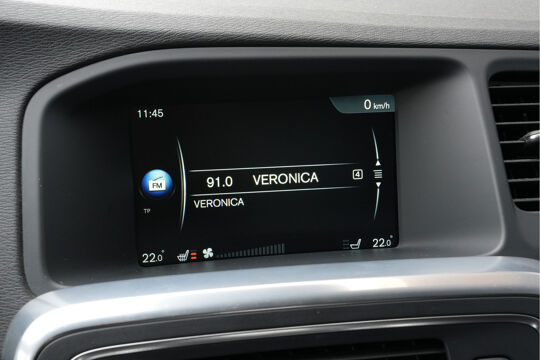 11:45
0 km/h
91.0 VERONICA 4
FM
VERONICA
TP
22.0°
22.0°